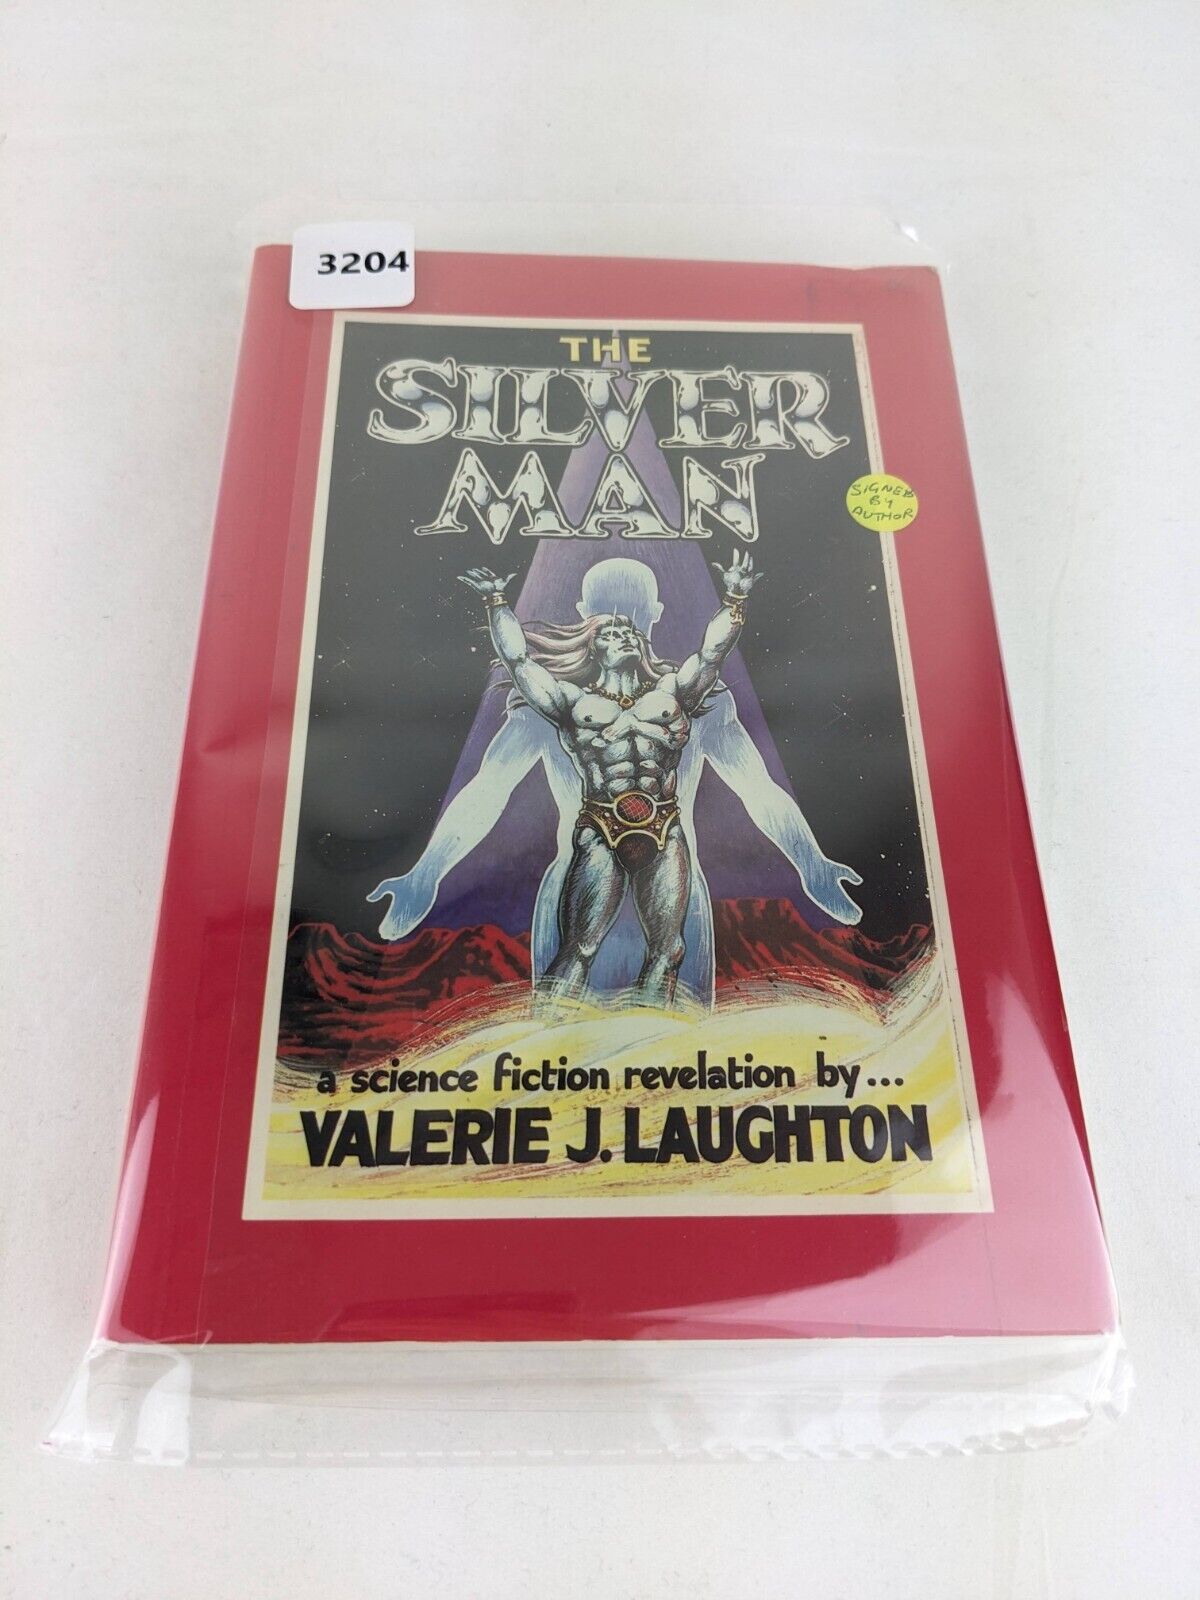 3204
THE
SILVER
MAN
SIGNED
BY
AUTHOR
a science fiction revelation by...
VALERIE J. LAUGHTON